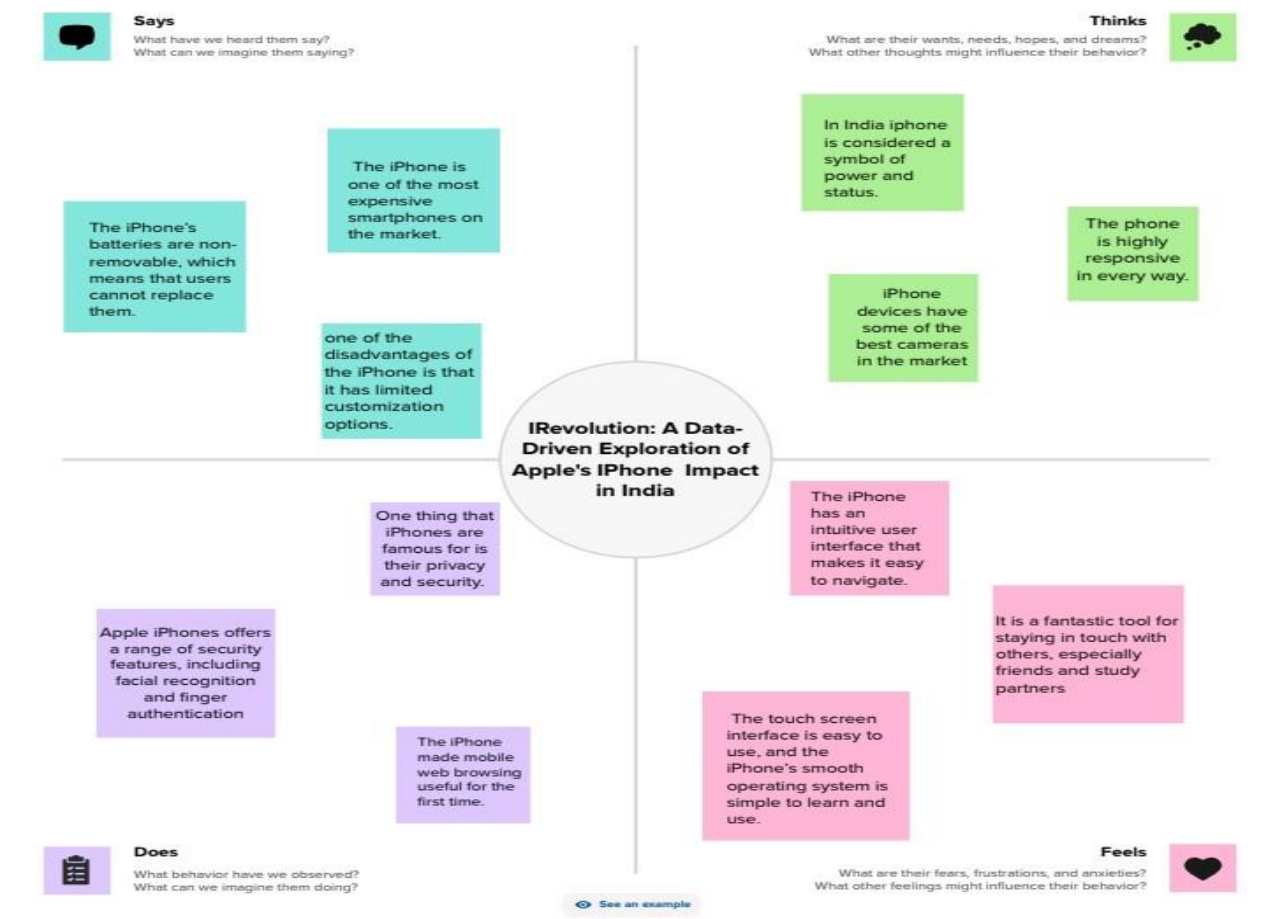 Says
What have we heard them say?
What can we imagine them saying?
Thinks
What are their wants, needs, hopes, and dreams?
What other thoughts might influence their behavior?
The iPhone is
one of the most
expensive
smartphones on
the market.
The iPhone's
batteries are non-
removable, which
means that users
cannot replace
them.
one of the
disadvantages of
the iPhone is that
it has limited
customization
options.
In India iphone
is considered a
symbol of
power and
status.
The phone
is highly
responsive
in every way.
iPhone
devices have
some of the
best cameras
in the market
IRevolution: A Data-
Driven Exploration of
Apple's IPhone Impact
in India
One thing that
iPhones are
famous for is
their privacy
and security.
Apple iPhones offers
a range of security
features, including
facial recognition
and finger
authentication
The iPhone
made mobile
web browsing
useful for the
first time.
The iPhone
has an
intuitive user
interface that
makes it easy
to navigate.
It is a fantastic tool for
staying in touch with
others, especially
friends and study
partners
The touch screen
interface is easy to
use, and the
iPhone's smooth
operating system is
simple to learn and
use.
Does
What behavior have we observed?
What can we imagine them doing?
Feels
What are their fears, frustrations, and anxieties?
What other feelings might influence their behavior?
See an example